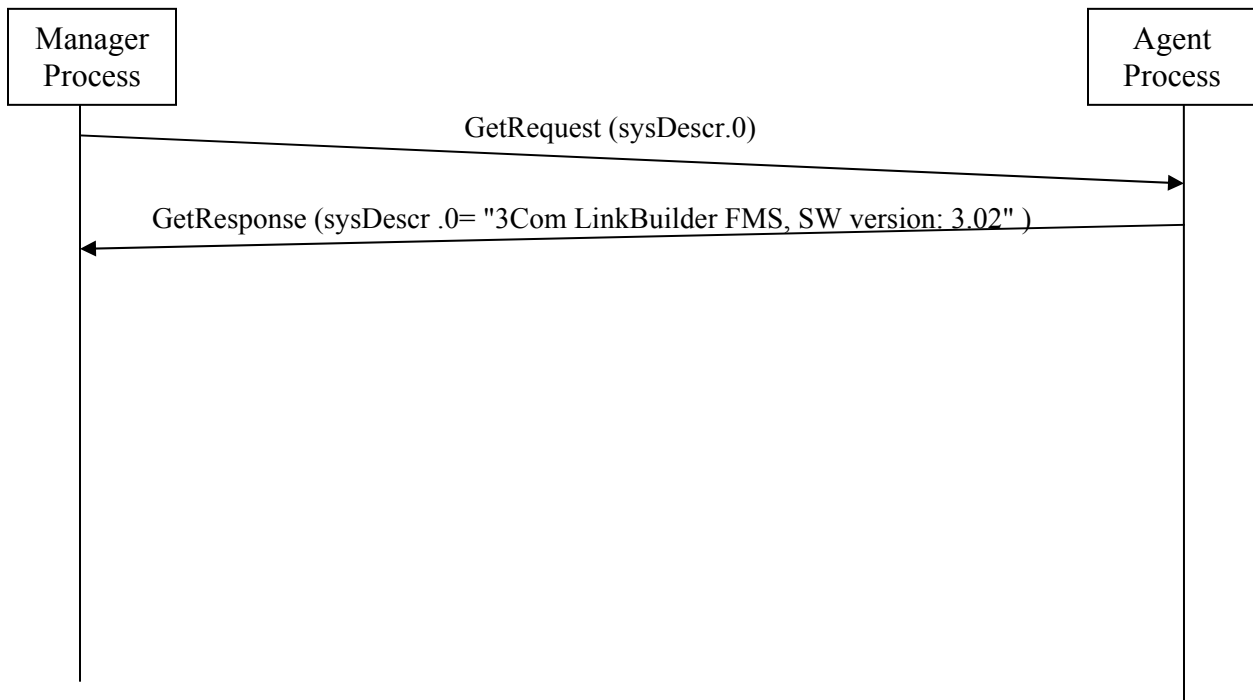 Manager
Process
Agent
Process
GetRequest (sysDescr.0)
GetResponse (sysDescr .0= "3Com LinkBuilder FMS, SW version: 3.02" )